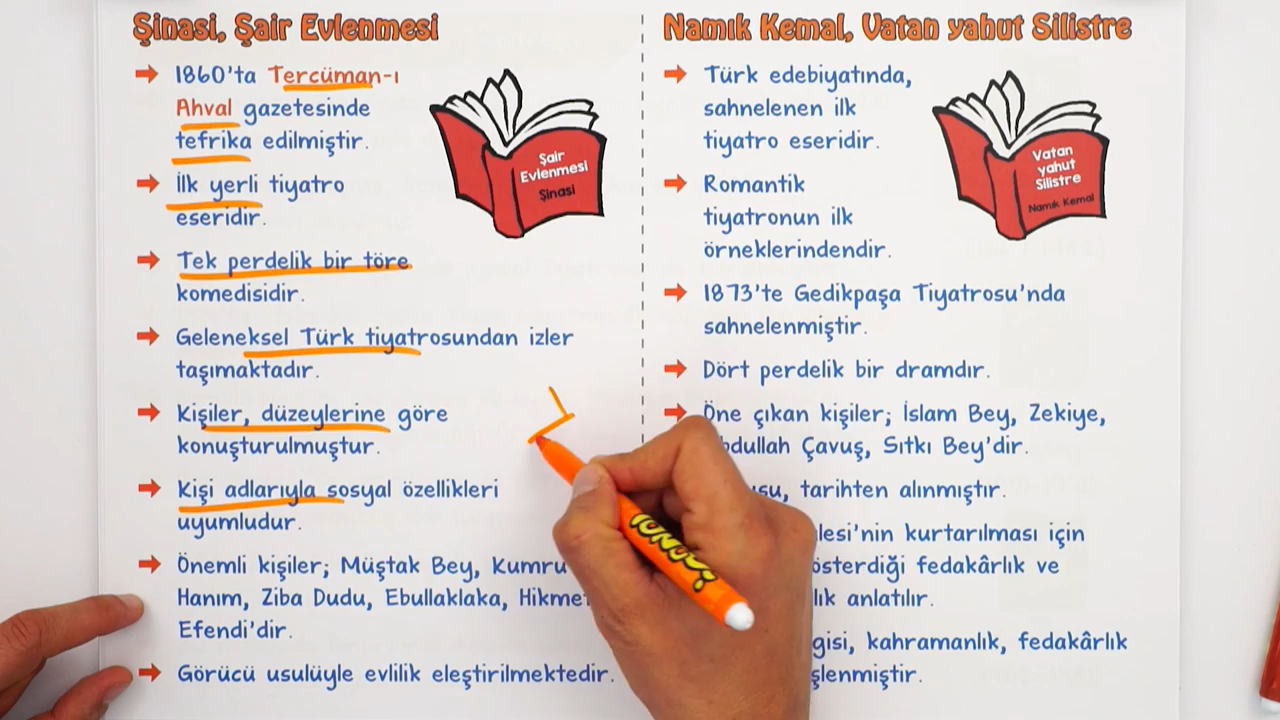 Şinasi, Şair Evlenmesi
1860'ta Tercüman-ı
Ahval gazetesinde
tefrika edilmiştir.
İlk yerli tiyatro
eseridir.
Tek perdelik bir töre
komedisidir.
Geleneksel Türk tiyatrosundan izler
taşımaktadır.
Kişiler, düzeylerine göre
konuşturulmuştur.
Kişi adlarıyla sosyal özellikleri
uyumludur.
Önemli kişiler; Müştak Bey, Kumru
Hanım, Ziba Dudu, Ebullaklaka, Hikmet
Efendi'dir.
Görücü usulüyle evlilik eleştirilmektedir.
Şair
Evlenmesi
Şinasi
Namık Kemal, Vatan yahut Silistre
Türk edebiyatında,
sahnelenen ilk
tiyatro eseridir.
Romantik
tiyatronun ilk
örneklerindendir.
1873'te Gedikpaşa Tiyatrosu'nda
sahnelenmiştir.
Dört perdelik bir dramdır.
Öne çıkan kişiler; İslam Bey, Zekiye,
Çavuş, Sıtkı Bey'dir.
tarihten alınmıştır.
kurtarılması için
fedakârlık ve
anlatılır.
kahramanlık, fedakârlık
Vatan
yahut
Silistre
Namık Kemal